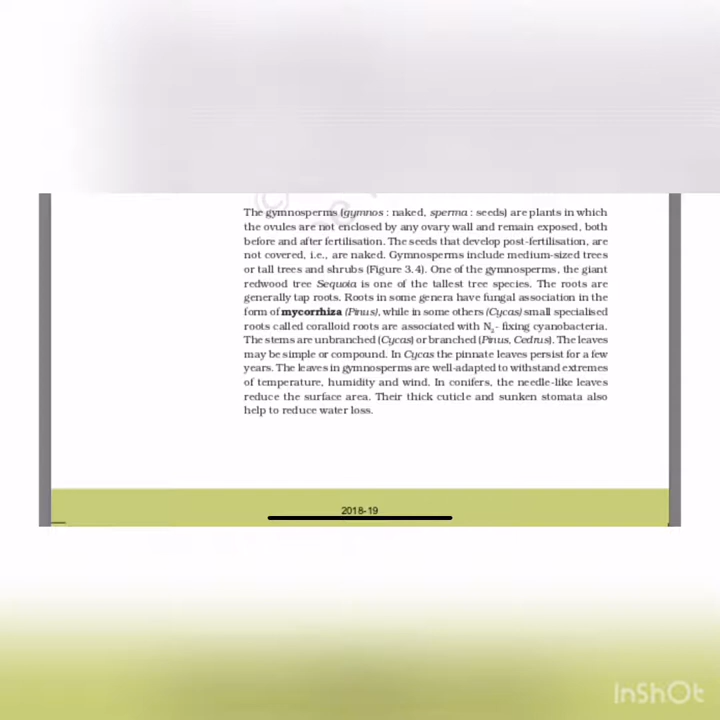 The gymnosperms (gymnos : naked, sperma : seeds) are plants in which
the ovules are not enclosed by any ovary wall and remain exposed, both
before and after fertilisation. The seeds that develop post-fertilisation, are
not covered, i.e., are naked. Gymnosperms include medium-sized trees
or tall trees and shrubs (Figure 3.4). One of the gymnosperms, the giant
redwood tree Sequoia is one of the tallest tree species. The roots are
generally tap roots. Roots in some genera have fungal association in the
form of mycorrhiza (Pinus), while in some others (Cycas) small specialised
roots called coralloid roots are associated with N2- fixing cyanobacteria.
The stems are unbranched (Cycas) or branched (Pinus, Cedrus). The leaves
may be simple or compound. In Cycas the pinnate leaves persist for a few
years. The leaves in gymnosperms are well-adapted to withstand extremes
of temperature, humidity and wind. In conifers, the needle-like leaves
reduce the surface area. Their thick cuticle and sunken stomata also
help to reduce water loss.
2018-19
InShOt